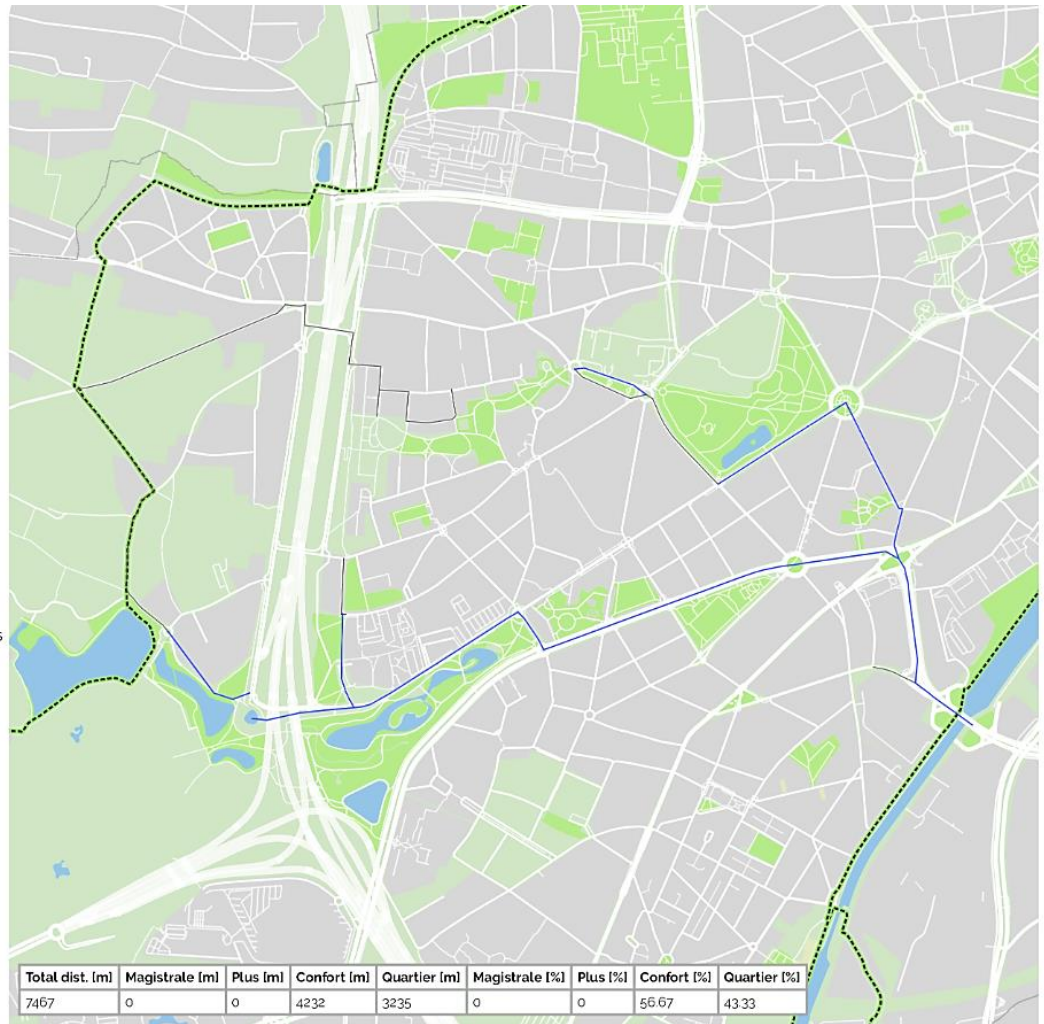 s
Total dist. [m] Magistrale [m] Plus [m] Confort [m] Quartier [m] Magistrale [%] Plus [%] Confort [%] Quartier [%]
7467 0 0 4232 3235 0 0 56.67 43.33